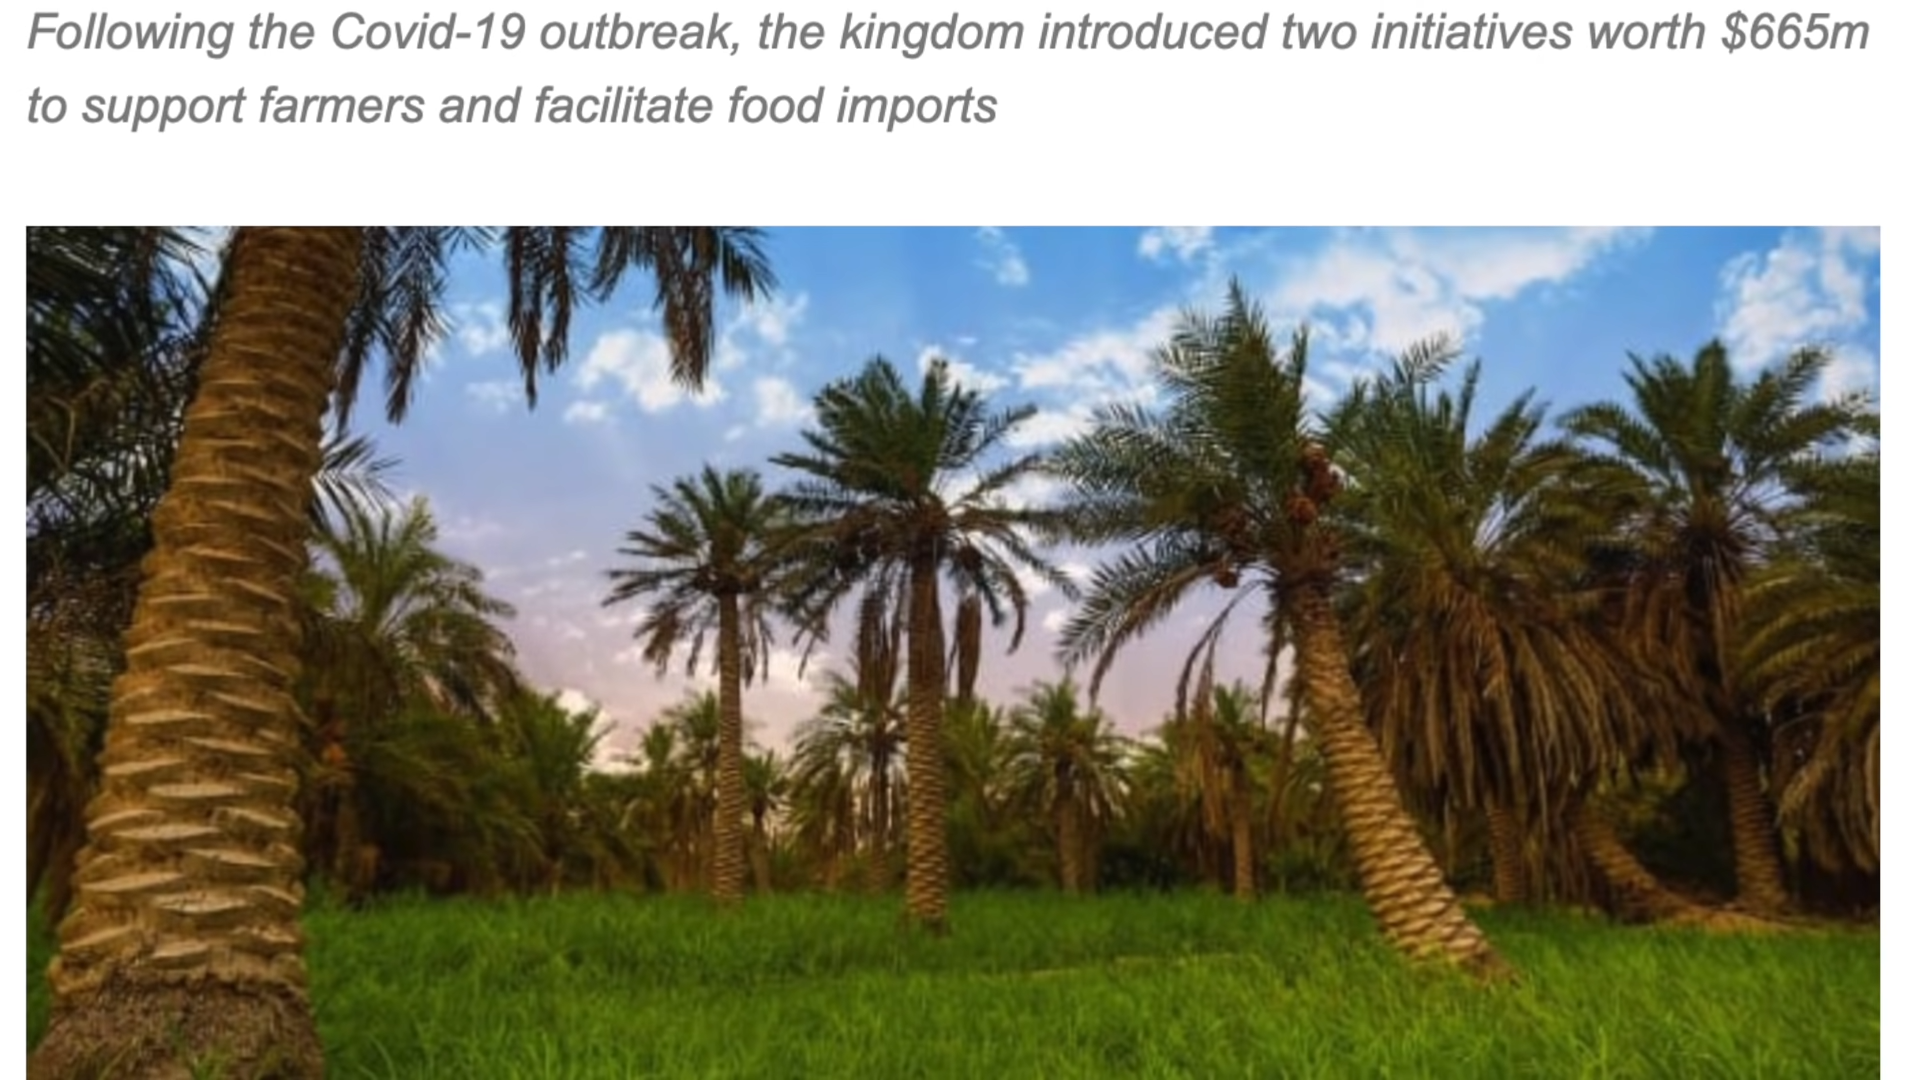 Following the Covid-19 outbreak, the kingdom introduced two initiatives worth $665m
to support farmers and facilitate food imports